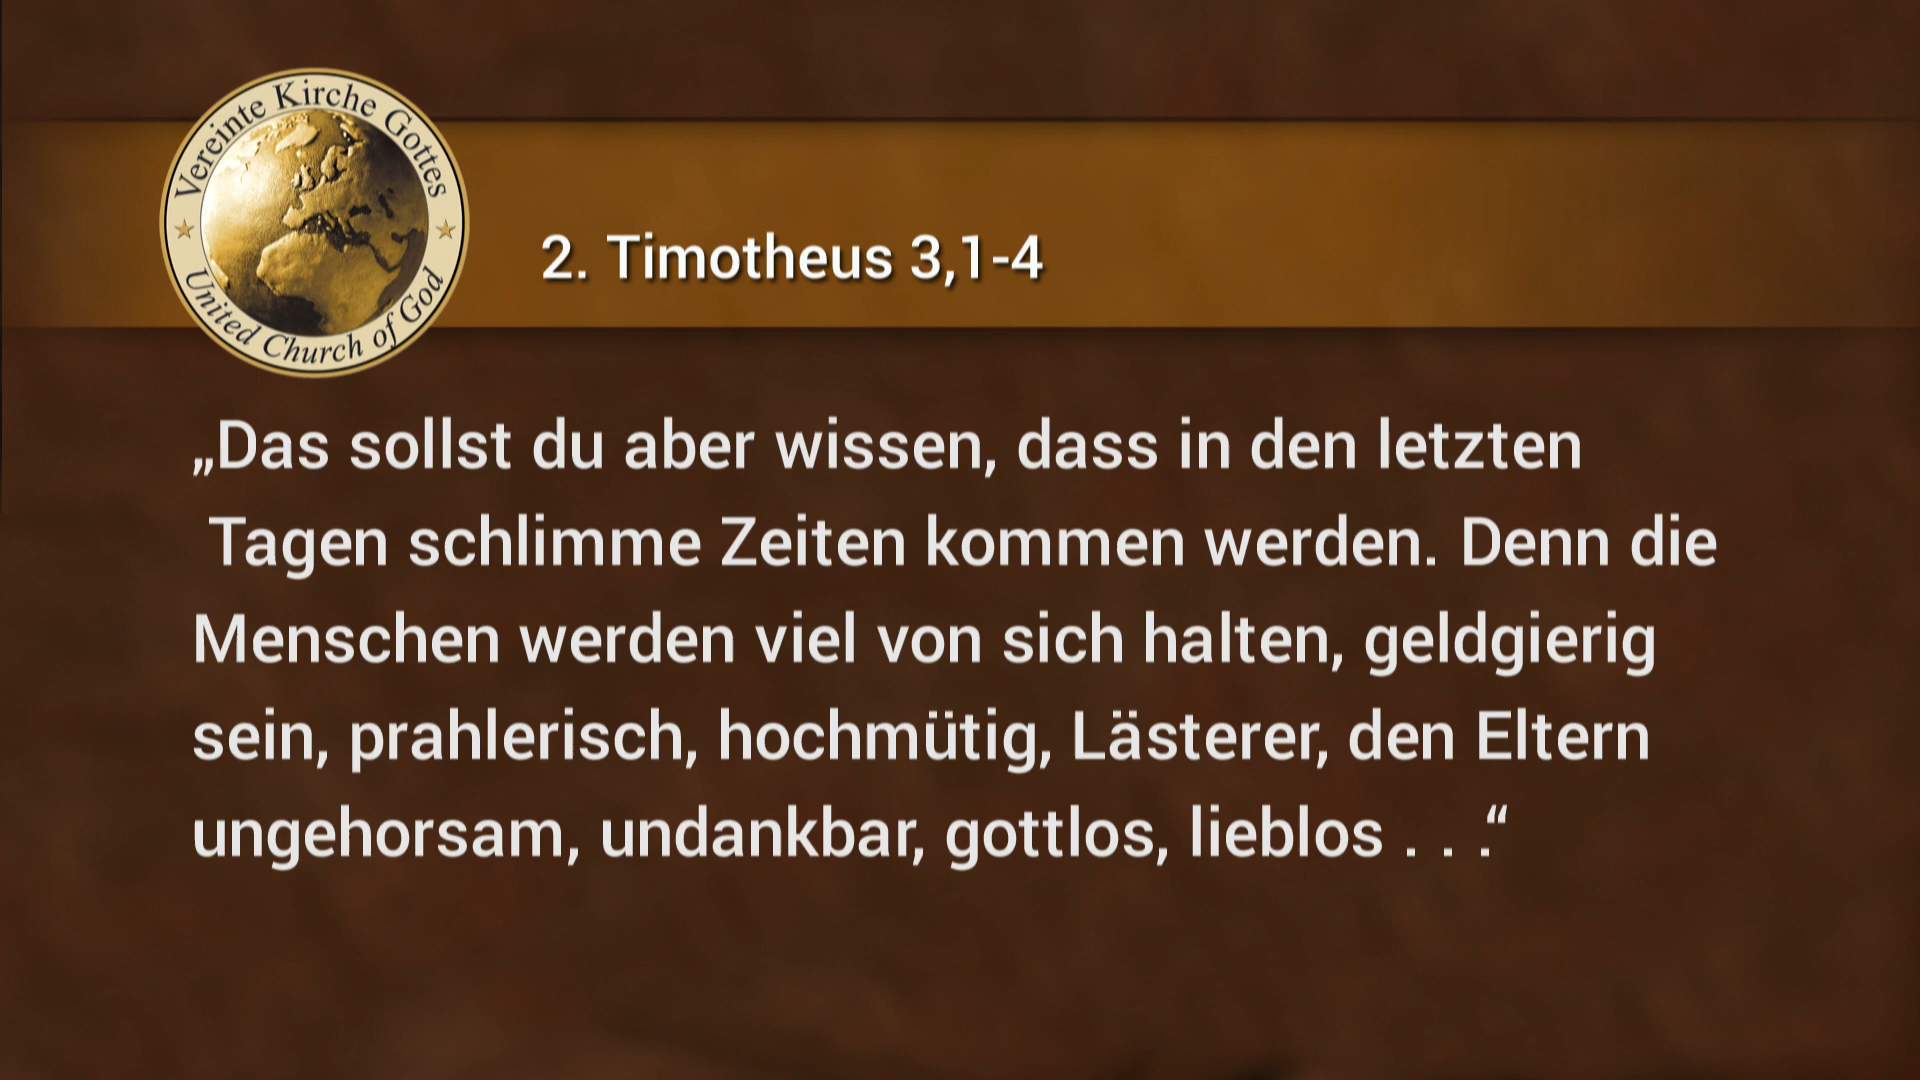 Vereinte Kirche Gottes
United Church of God
2. Timotheus 3,1-4
„Das sollst du aber wissen, dass in den letzten
Tagen schlimme Zeiten kommen werden. Denn die
Menschen werden viel von sich halten, geldgierig
sein, prahlerisch, hochmütig, Lästerer, den Eltern
ungehorsam, undankbar, gottlos, lieblos . . .“